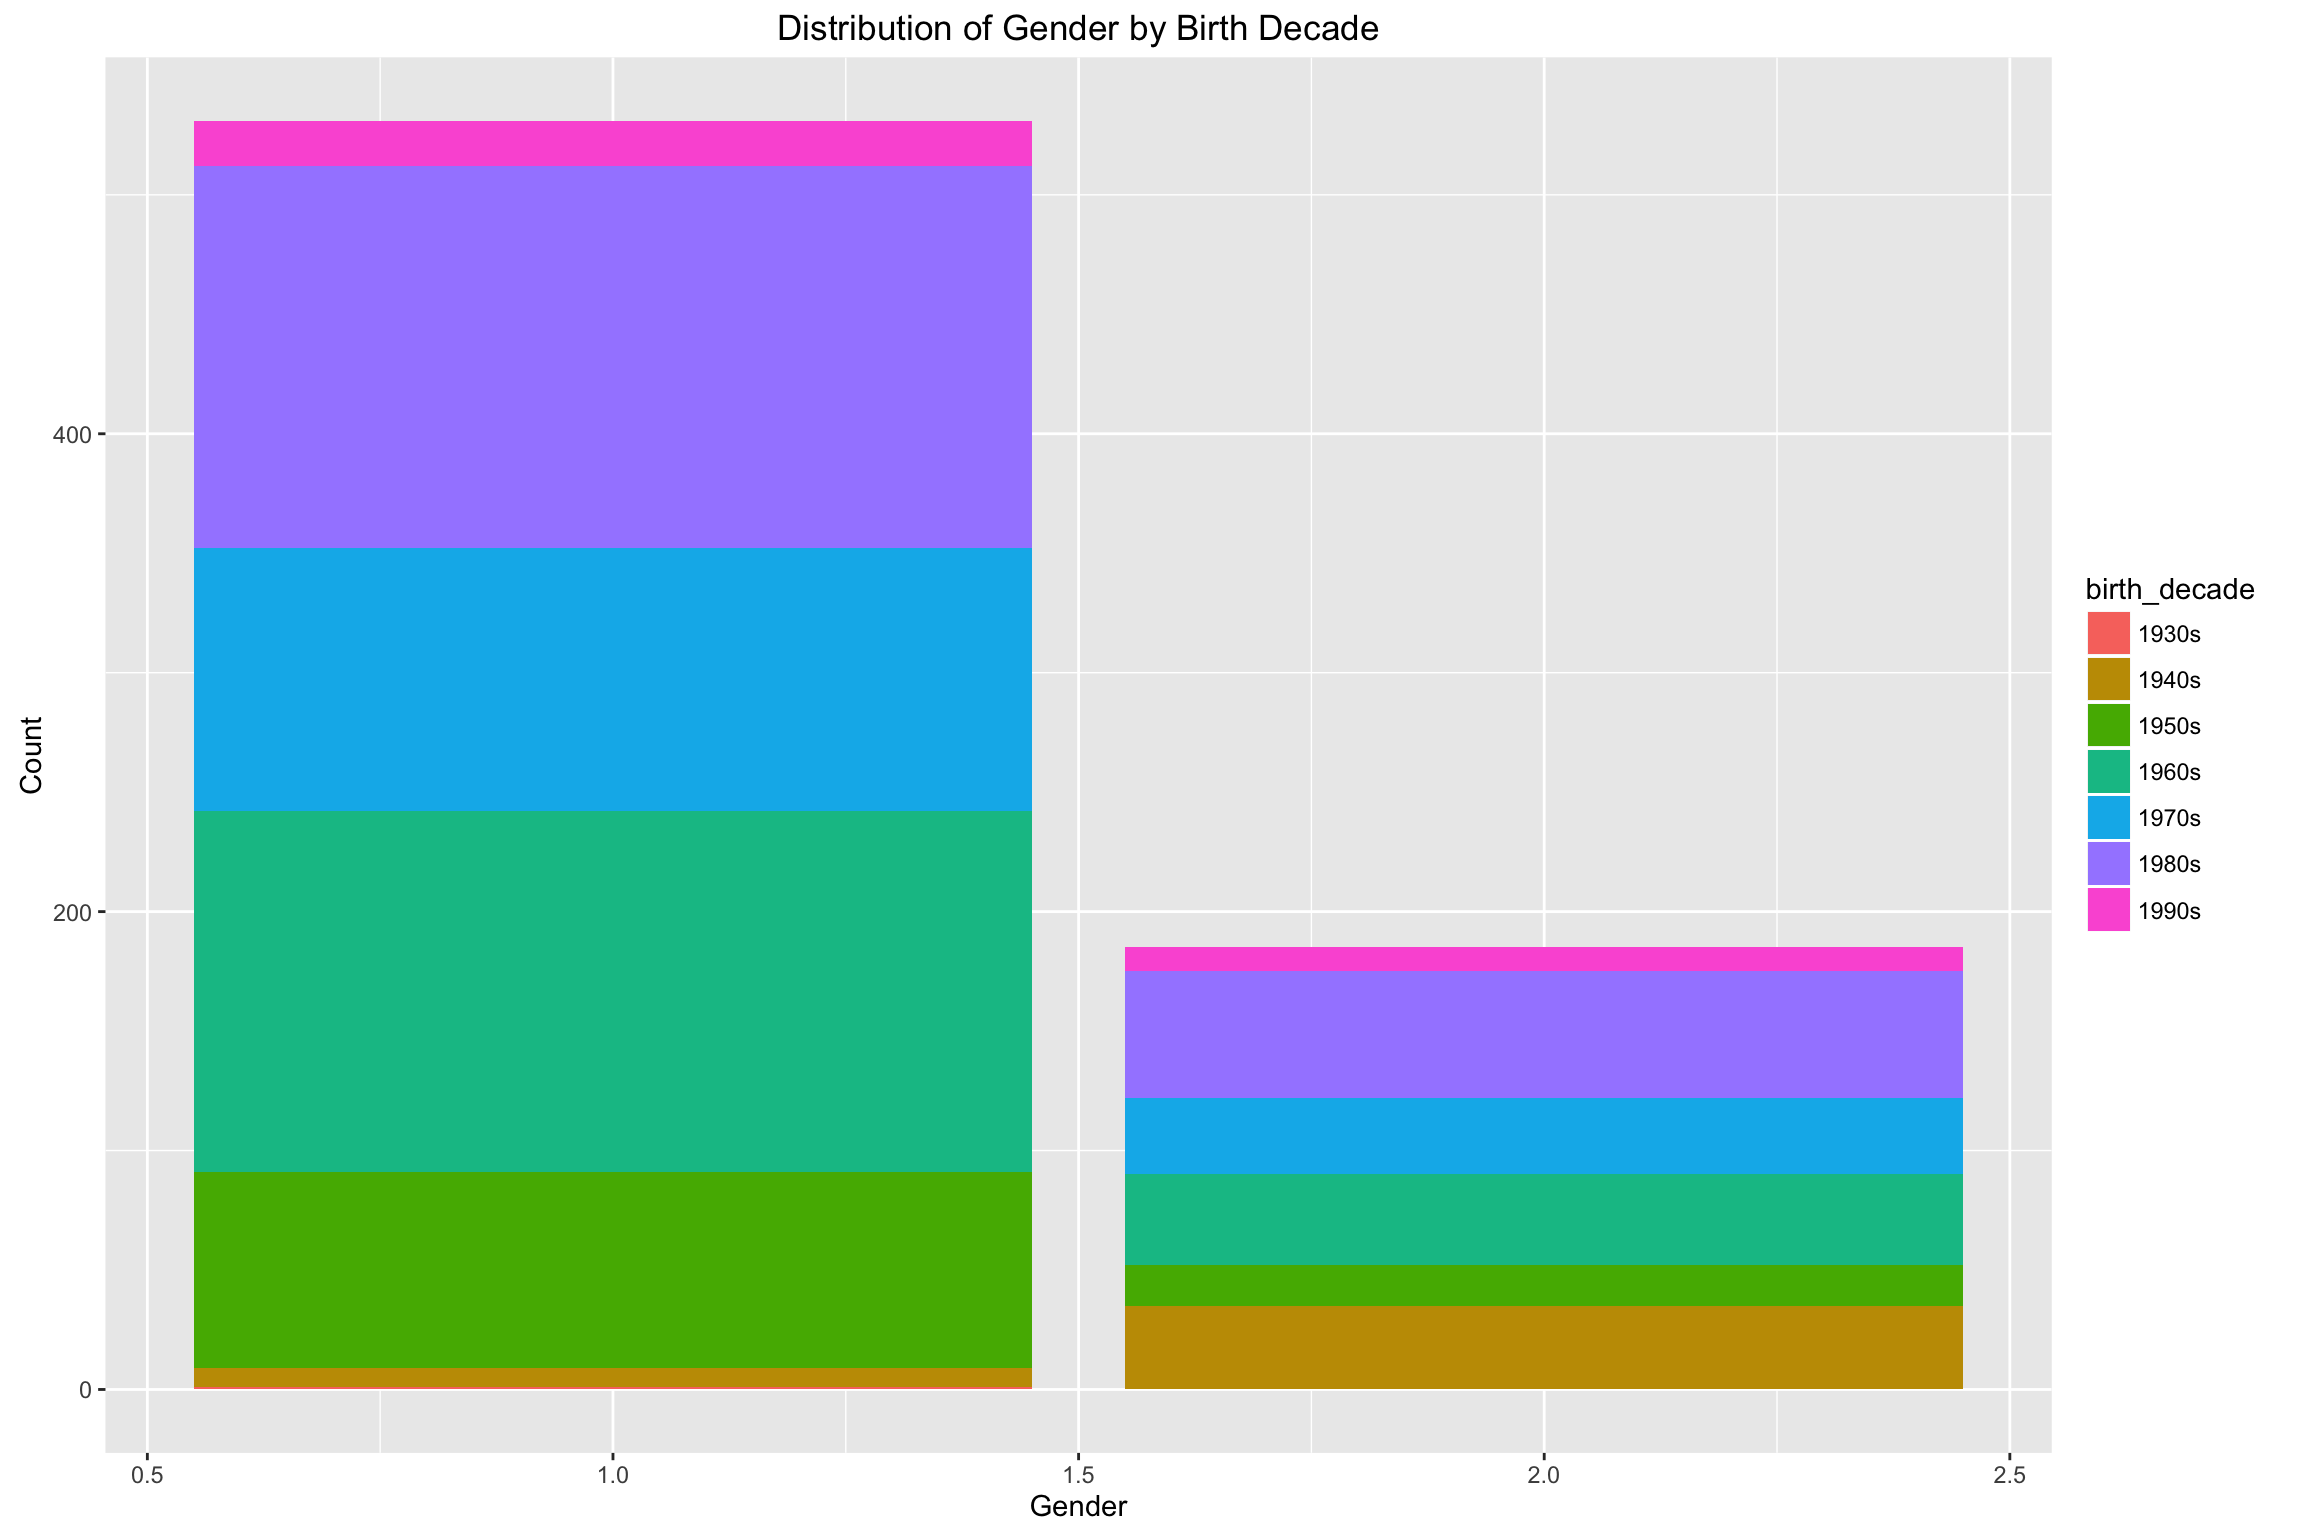 Distribution of Gender by Birth Decade
Count
400
200
0
0.5 1.0 1.5 2.0 2.5
Gender
birth_decade
1930s
1940s
1950s
1960s
1970s
1980s
1990s